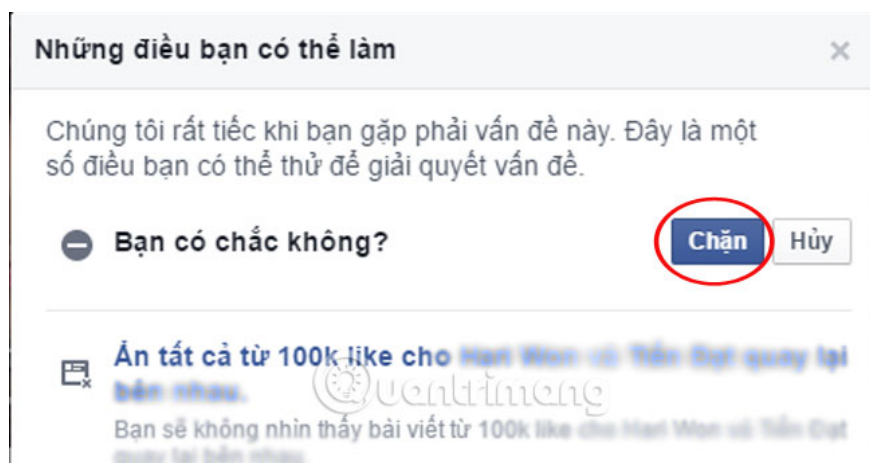 Những điều bạn có thể làm
Chúng tôi rất tiếc khi bạn gặp phải vấn đề này. Đây là một
số điều bạn có thể thử để giải quyết vấn đề.
Bạn có chắc không?
Chặn
Hủy
Ẩn tất cả từ 100k like cho
Quantrimang
Bạn sẽ không nhìn thấy bài viết từ 100k like